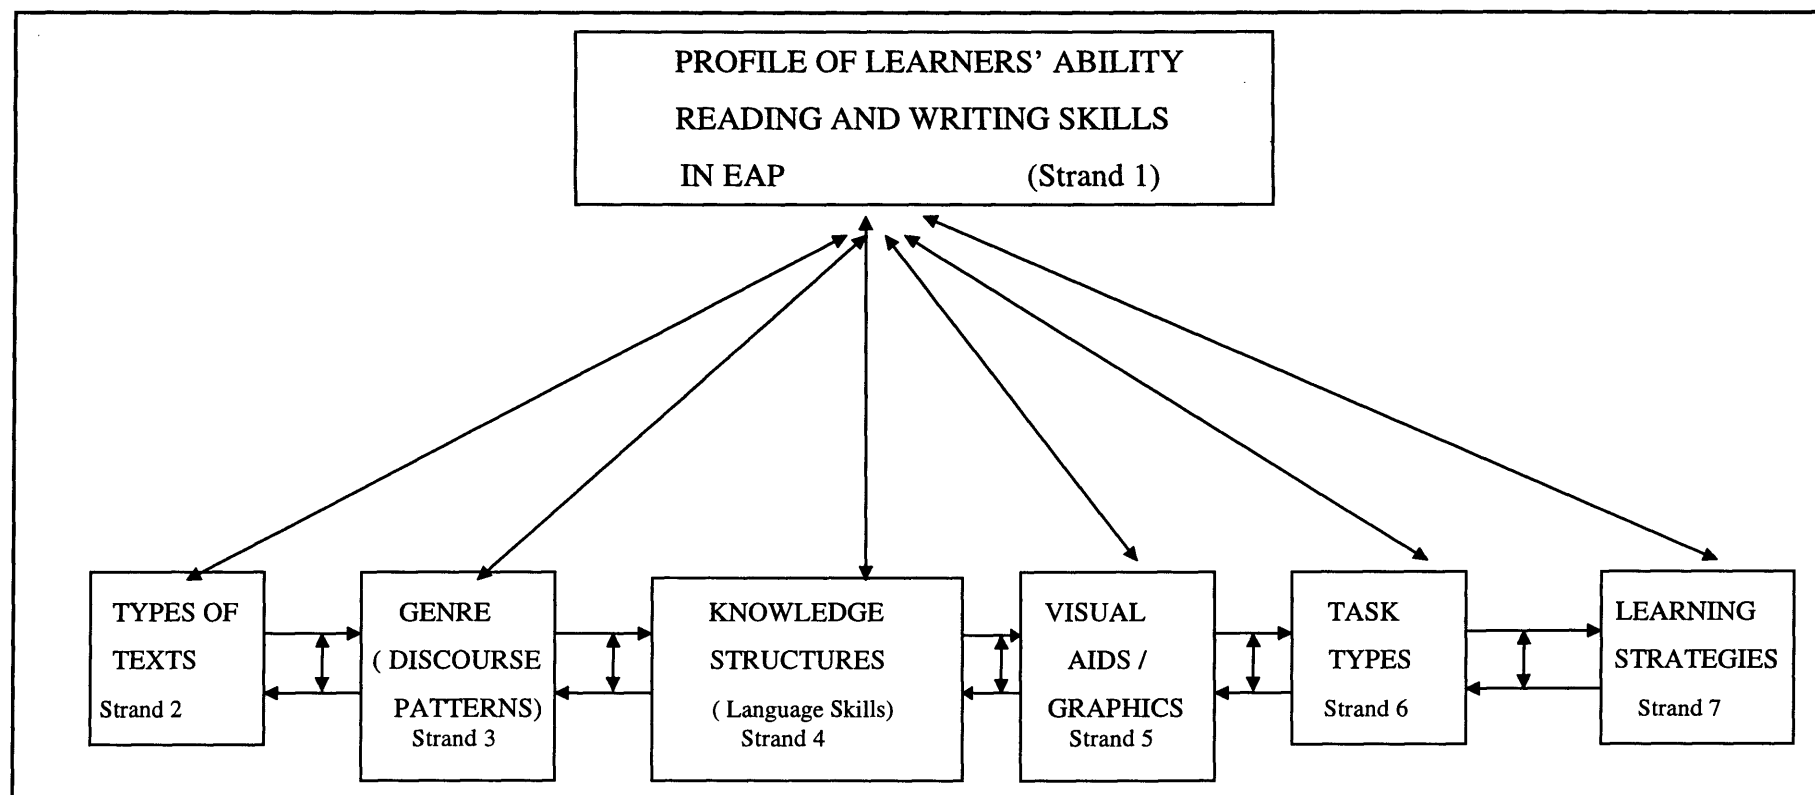 PROFILE OF LEARNERS' ABILITY
READING AND WRITING SKILLS
IN EAP (Strand 1)
TYPES OF
TEXTS
Strand 2
GENRE
( DISCOURSE
PATTERNS)
Strand 3
KNOWLEDGE
STRUCTURES
( Language Skills)
Strand 4
VISUAL
AIDS /
GRAPHICS
Strand 5
TASK
TYPES
Strand 6
LEARNING
STRATEGIES
Strand 7